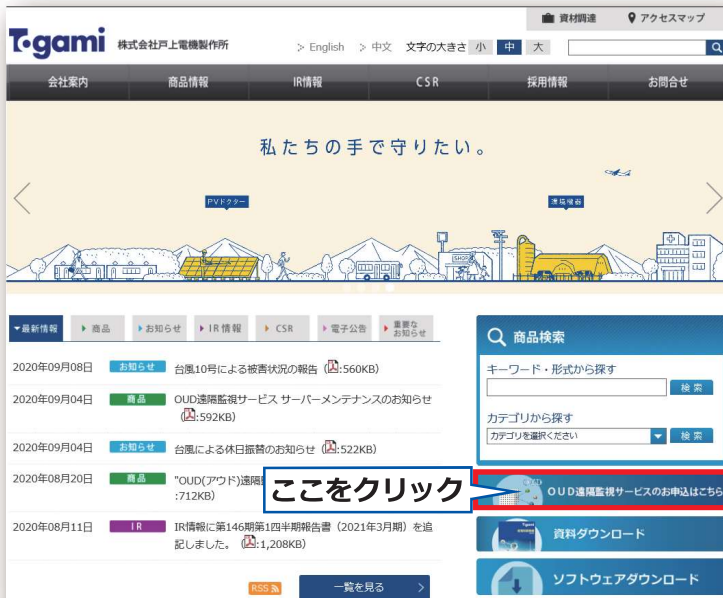 資材調達 アクセスマップ
Togami 株式会社戸上電機製作所 > English > 中文 文字の大きさ 小 中 大
会社案内 商品情報 IR情報 CSR 採用情報 お問合せ
私たちの手で守りたい。
PVドクター 環境機器
SHOP
最新情報 商品 お知らせ IR情報 CSR 電子公告 重要なお知らせ
2020年09月08日 お知らせ 台風10号による被害状況の報告（:560KB）
2020年09月04日 商品 OUD遠隔監視サービス サーバーメンテナンスのお知らせ
（:592KB）
2020年09月04日 お知らせ 台風による休日振替のお知らせ（:522KB）
2020年08月20日 商品 "OUD(アウド)遠隔
:712KB）
2020年08月11日 IR IR情報に第146期第1四半期報告書（2021年3月期）を追
記しました。（:1,208KB）
RSS 一覧を見る >
商品検索
キーワード・形式から探す
検索
カテゴリから探す
カテゴリを選択ください 検索
ここをクリック
OUD遠隔監視サービスのお申込はこちら
資料ダウンロード
ソフトウェアダウンロード